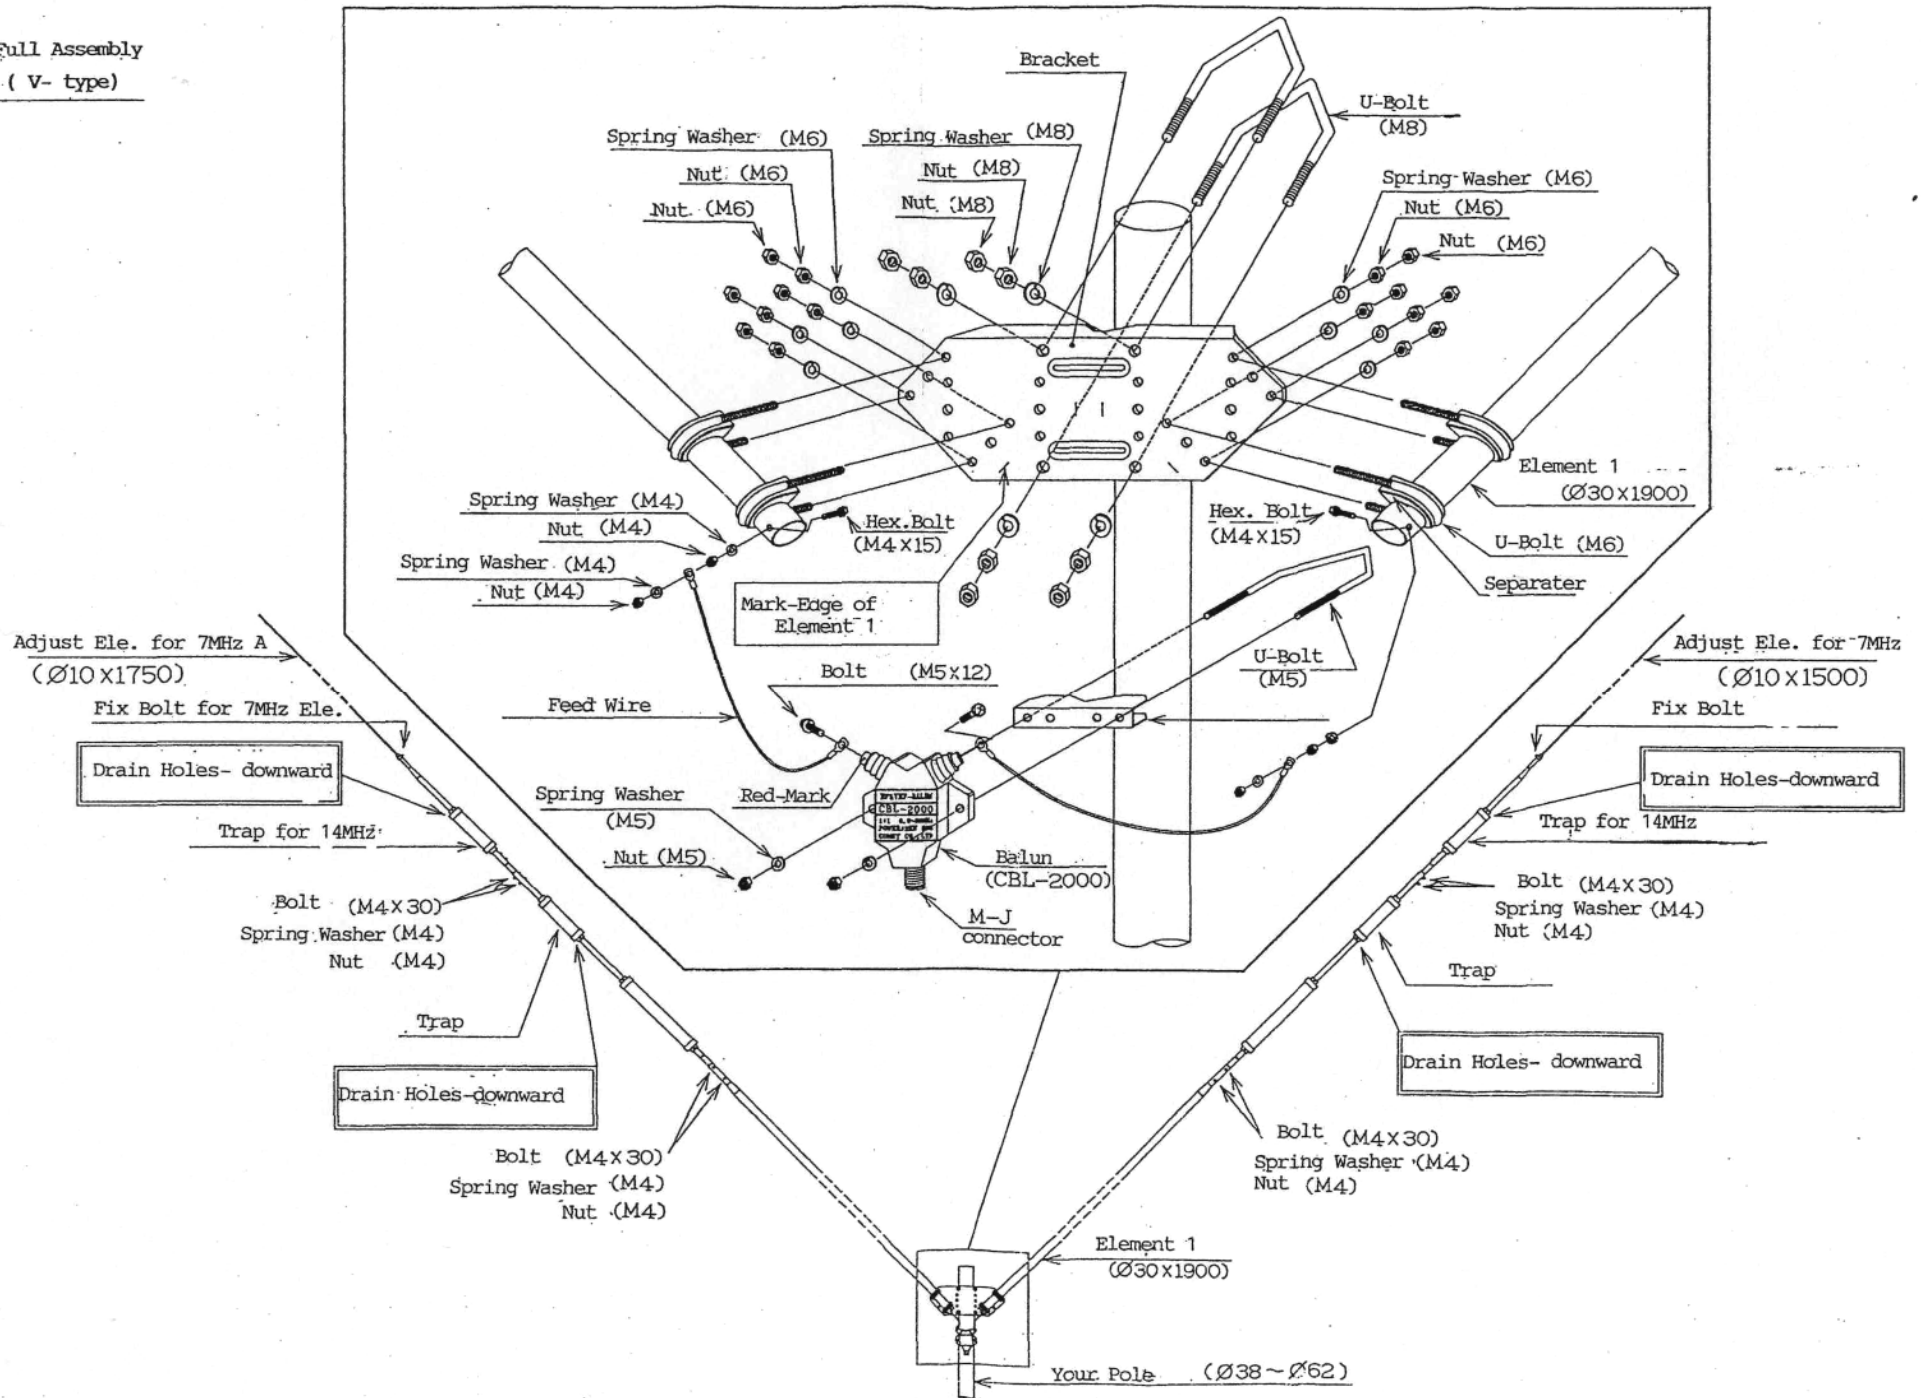 Full Assembly
( V- type)
Bracket
U-Bolt
(M8)
Spring Washer (M6)
Nut (M6)
Nut (M6)
Spring Washer (M8)
Nut (M8)
Nut (M8)
Spring Washer (M6)
Nut (M6)
Nut (M6)
Element 1
(Ø30×1900)
U-Bolt (M6)
Separater
Hex. Bolt
(M4×15)
Spring Washer (M4)
Nut (M4)
Spring Washer (M4)
Nut (M4)
Hex.Bolt
(M4×15)
Mark-Edge of
Element 1
U-Bolt
(M5)
Bolt (M5×12)
Feed Wire
Red-Mark
Spring Washer
(M5)
Nut (M5)
CBL-2000
Balun
(CBL-2000)
M-J
connector
Adjust Ele. for 7MHz A
(Ø10×1750)
Fix Bolt for 7MHz Ele.
Drain Holes- downward
Trap for 14MHz
Bolt (M4×30)
Spring Washer (M4)
Nut (M4)
Trap
Drain Holes-downward
Bolt (M4×30)
Spring Washer (M4)
Nut (M4)
Adjust Ele. for 7MHz
(Ø10×1500)
Fix Bolt
Drain Holes-downward
Trap for 14MHz
Bolt (M4×30)
Spring Washer (M4)
Nut (M4)
Trap
Drain Holes- downward
Bolt (M4×30)
Spring Washer (M4)
Nut (M4)
Element 1
(Ø30×1900)
Your Pole (Ø38~Ø62)